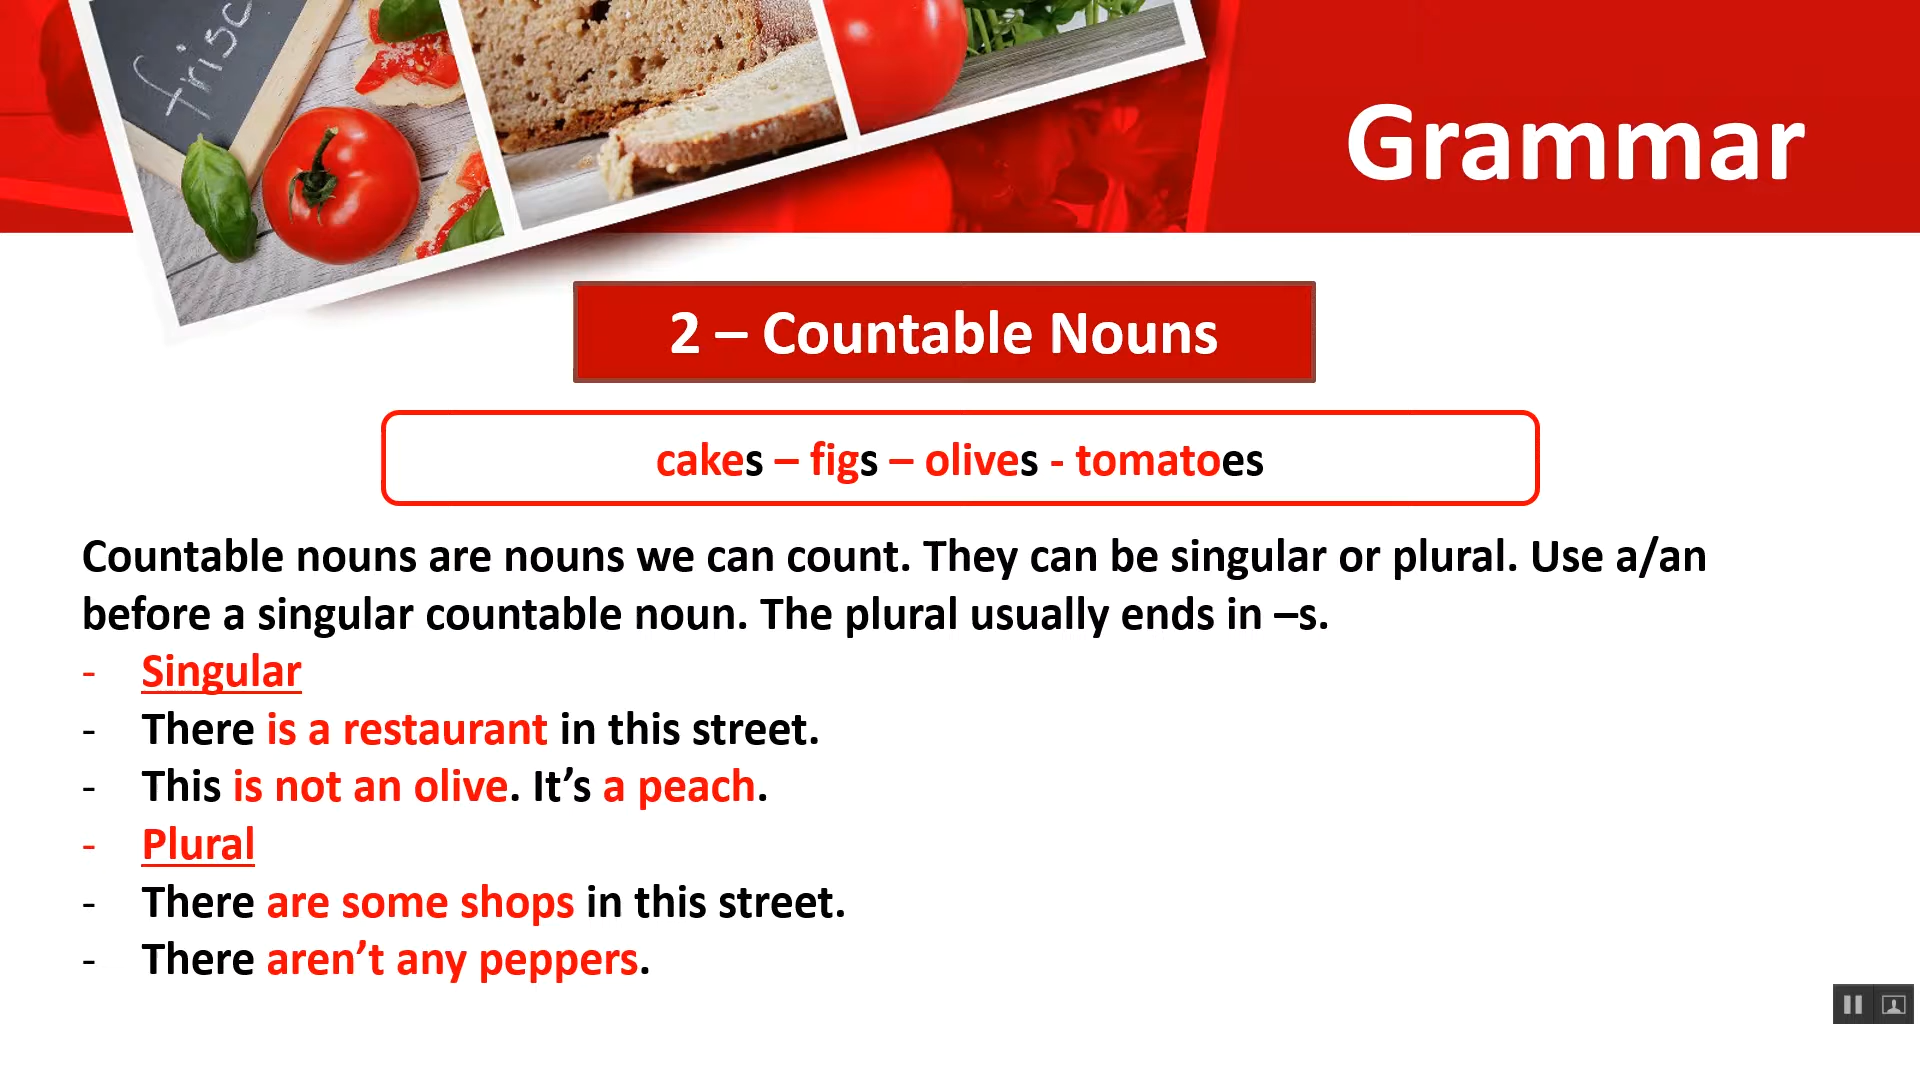 frisc
Grammar
2 – Countable Nouns
cakes – figs – olives - tomatoes
Countable nouns are nouns we can count. They can be singular or plural. Use a/an
before a singular countable noun. The plural usually ends in –s.
- Singular
- There is a restaurant in this street.
- This is not an olive. It’s a peach.
- Plural
- There are some shops in this street.
- There aren’t any peppers.